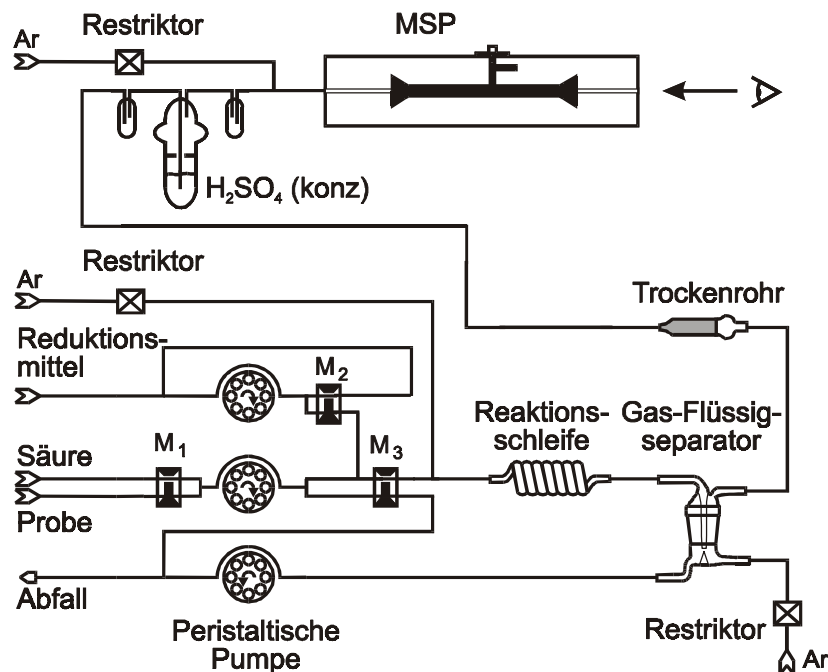 Restriktor
MSP
Ar
H₂SO₄ (konz)
Restriktor
Ar
Trockenrohr
Reduktions-
mittel
M₂
Reaktions-
schleife
Gas-Flüssig-
separator
M₁
M₃
Säure
Probe
Abfall
Peristaltische
Pumpe
Restriktor
Ar